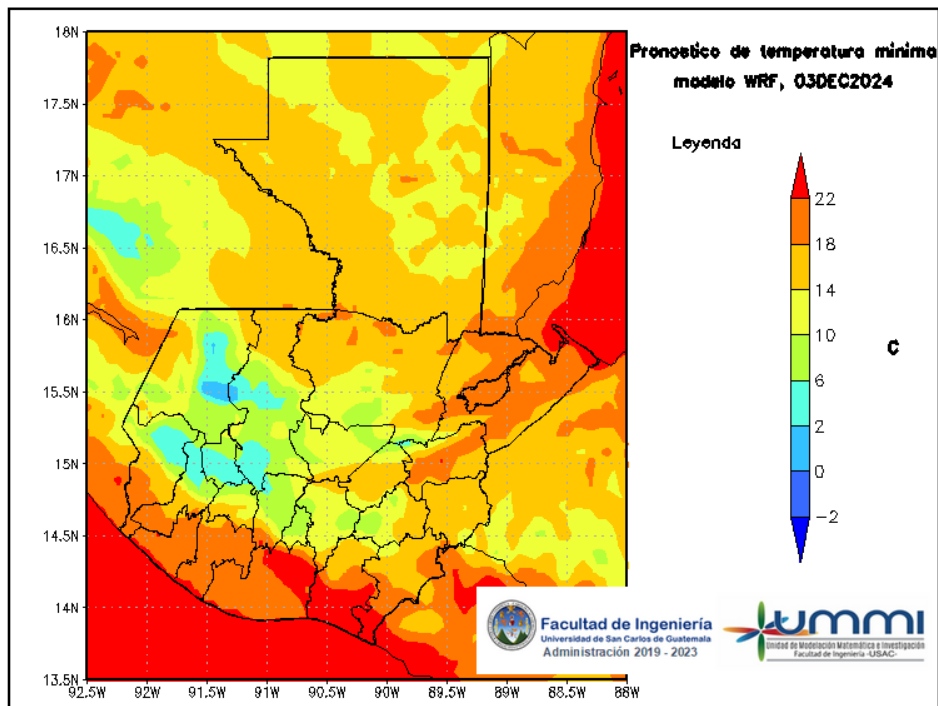 Pronostico de temperatura minima
modelo WRF, 03DEC2024
Leyenda
22
18
14
10
6
2
0
-2
C
18N
17.5N
17N
16.5N
16N
15.5N
15N
14.5N
14N
13.5N
92.5W 92W 91.5W 91W 90.5W 90W 89.5W 89W 88.5W 88W
Facultad de Ingeniería
Universidad de San Carlos de Guatemala
Administración 2019 - 2023
ummi
Unidad de Modelación Matemática e Investigación
Facultad de Ingeniería -USAC-